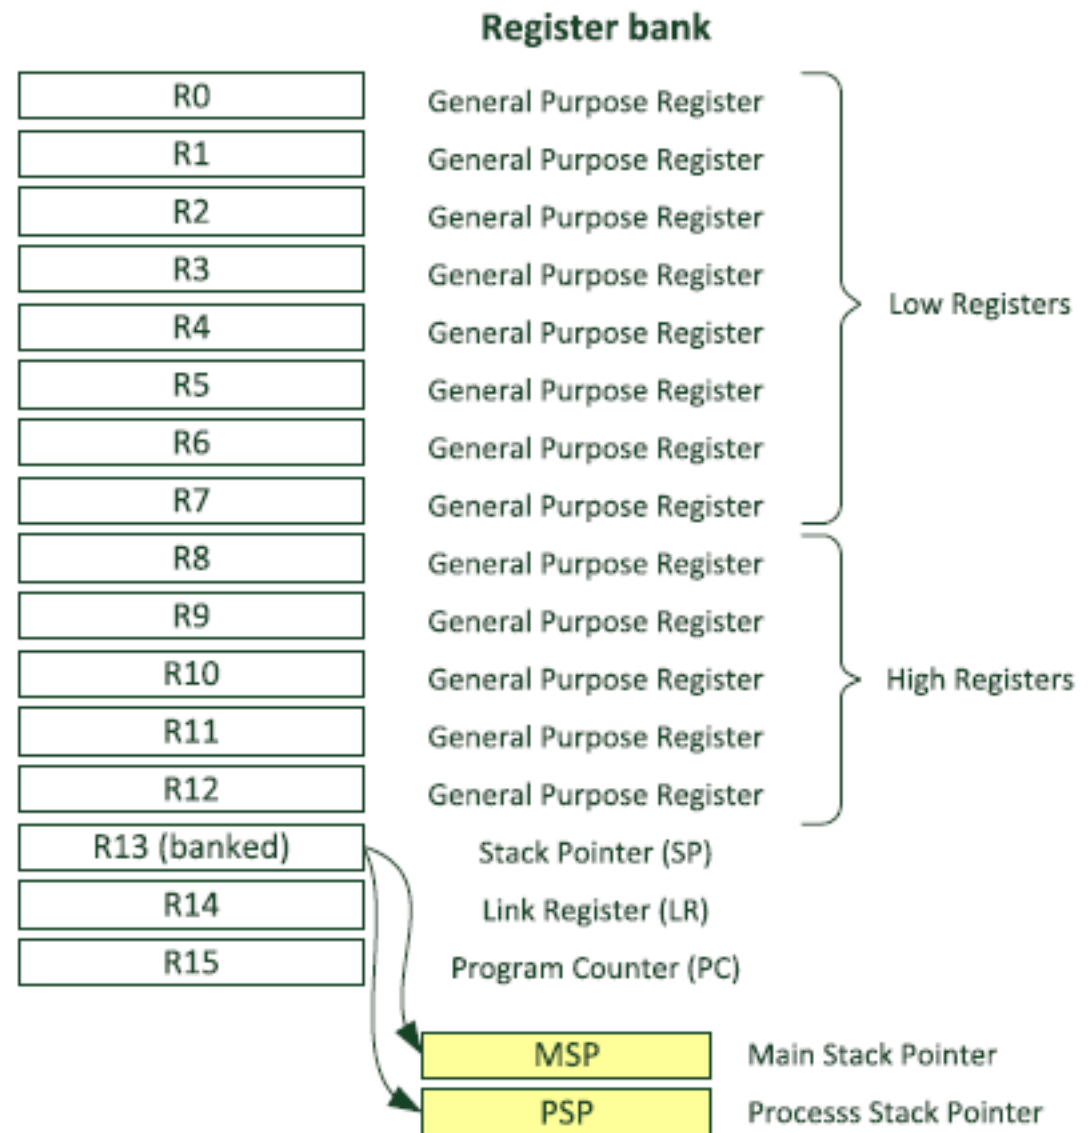 Register bank
R0 General Purpose Register
R1 General Purpose Register
R2 General Purpose Register
R3 General Purpose Register
Low Registers
R4 General Purpose Register
R5 General Purpose Register
R6 General Purpose Register
R7 General Purpose Register
R8 General Purpose Register
R9 General Purpose Register
R10 General Purpose Register
High Registers
R11 General Purpose Register
R12 General Purpose Register
R13 (banked) Stack Pointer (SP)
R14 Link Register (LR)
R15 Program Counter (PC)
MSP Main Stack Pointer
PSP Processs Stack Pointer